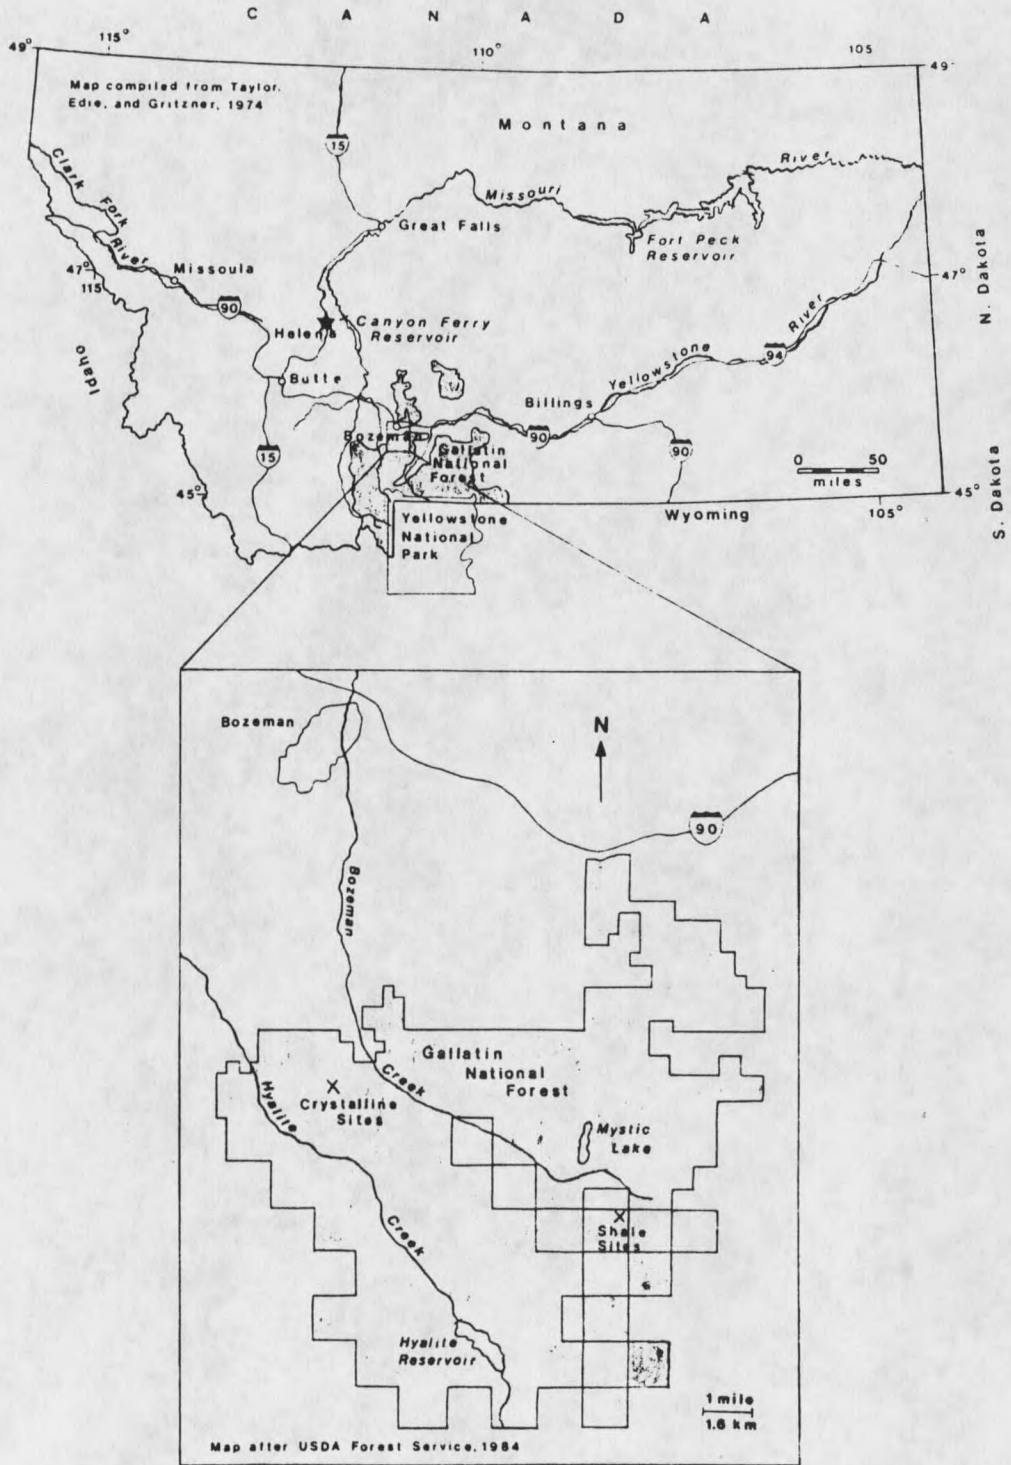 C A N A D A
49°
115°
110°
105
49
Map compiled from Taylor,
Edie, and Gritzner, 1974
Montana
15
Clark
Fork
River
Missouri
River
Great Falls
Fort Peck
Reservoir
47°
115
Missoula
90
Helena
Canyon Ferry
Reservoir
47°
N. Dakota
Idaho
Butte
Yellowstone
River
94
Billings
Bozeman
90
90
15
Gallatin
National
Forest
0 50
miles
45°
45°
Wyoming
105°
S. Dakota
Yellowstone
National
Park
Bozeman
N
90
Bozeman
Creek
Gallatin
National
Forest
Hyalite
Crystalline
Sites
Mystic
Lake
Creek
Shale
Sites
Hyalite
Reservoir
1 mile
1.6 km
Map after USDA Forest Service, 1984